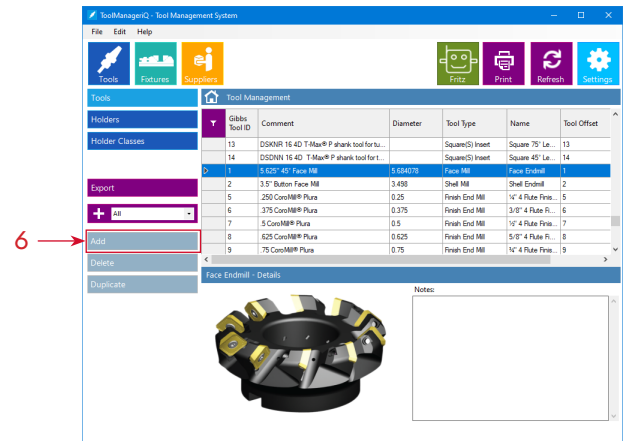 ToolManageriQ - Tool Management System
File Edit Help
Tools
Fixtures
Suppliers
Fritz
Print
Refresh
Settings
Tools
Holders
Holder Classes
Export
All
6
Add
Delete
Duplicate
Tool Management
Gibbs Tool ID Comment Diameter Tool Type Name Tool Offset
13 DSKNR 16 4D T-Max® P shank tool for tu... Square(S) Insert Square 75° Le... 13
14 DSDNN 16 4D T-Max® P shank tool for t... Square(S) Insert Square 45° Le... 14
1 5.625" 45° Face Mill 5.684078 Face Mill Face Endmill 1
2 3.5" Button Face Mill 3.498 Shell Mill Shell Endmill 2
5 .250 CoroMill® Plura 0.25 Finish End Mill ¼" 4 Flute Finis... 5
6 .375 CoroMill® Plura 0.375 Finish End Mill 3/8" 4 Flute Fi... 6
7 .5 CoroMill® Plura 0.5 Finish End Mill ½" 4 Flute Finis... 7
8 .625 CoroMill® Plura 0.625 Finish End Mill 5/8" 4 Flute Fi... 8
9 .75 CoroMill® Plura 0.75 Finish End Mill ¾" 4 Flute Finis... 9
Face Endmill - Details
Notes: